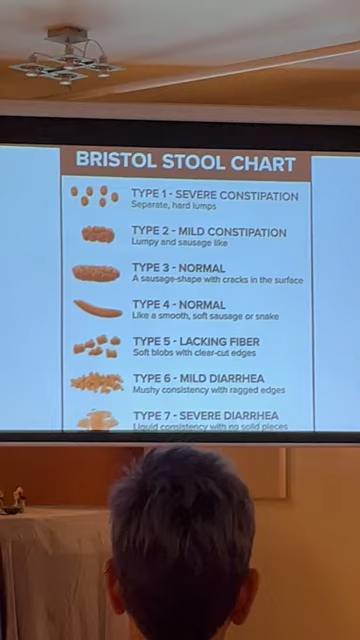 BRISTOL STOOL CHART
TYPE 1 - SEVERE CONSTIPATION
Separate, hard lumps
TYPE 2 - MILD CONSTIPATION
Lumpy and sausage like
TYPE 3 - NORMAL
A sausage-shape with cracks in the surface
TYPE 4 - NORMAL
Like a smooth, soft sausage or snake
TYPE 5 - LACKING FIBER
Soft blobs with clear-cut edges
TYPE 6 - MILD DIARRHEA
Mushy consistency with ragged edges
TYPE 7 - SEVERE DIARRHEA
Liquid consistency with no solid pieces